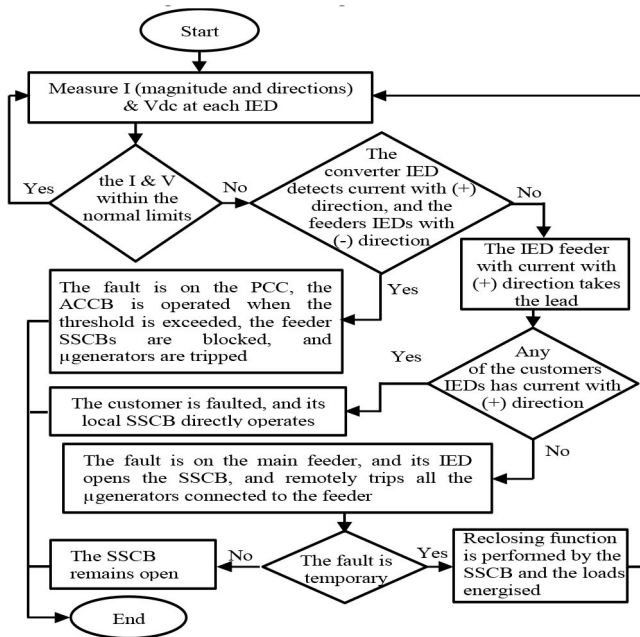 Start
Measure I (magnitude and directions)
& Vdc at each IED
the I & V
within the
normal limits
Yes
No
The
converter IED
detects current with (+)
direction, and the
feeders IEDs with
(-) direction
No
Yes
The IED feeder
with current with
(+) direction takes
the lead
The fault is on the PCC, the
ACCB is operated when the
threshold is exceeded, the feeder
SSCBs are blocked, and
µgenerators are tripped
Any
of the customers
IEDs has current with
(+) direction
Yes
No
The customer is faulted, and its
local SSCB directly operates
The fault is on the main feeder, and its IED
opens the SSCB, and remotely trips all the
µgenerators connected to the feeder
The fault is
temporary
No
Yes
The SSCB
remains open
Reclosing function
is performed by the
SSCB and the loads
energised
End